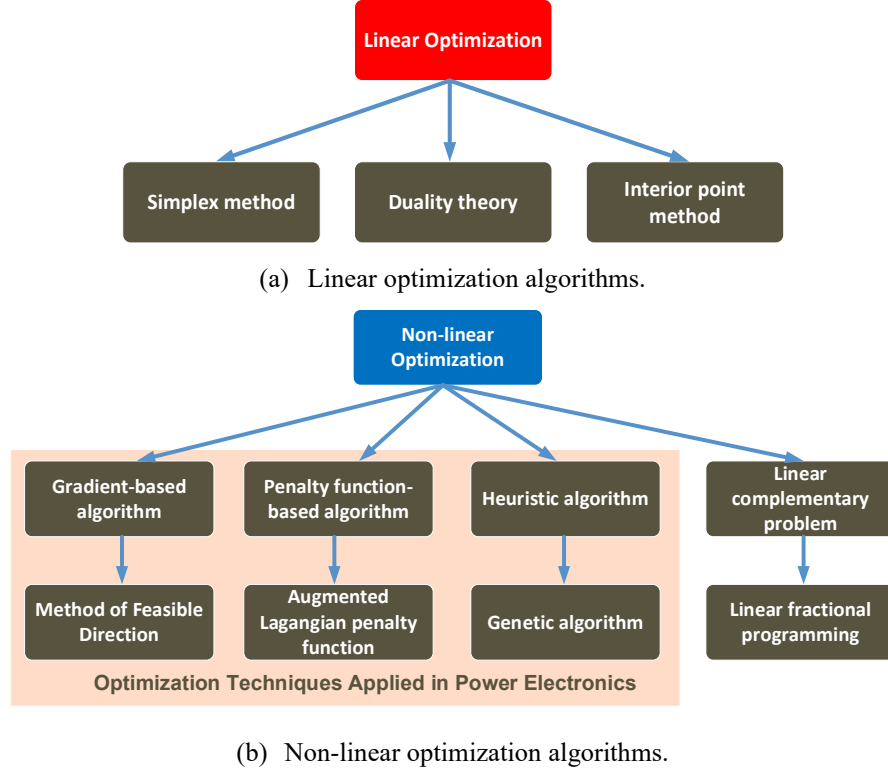 Linear Optimization
Simplex method
Duality theory
Interior point
method
(a) Linear optimization algorithms.
Non-linear
Optimization
Gradient-based
algorithm
Penalty function-
based algorithm
Heuristic algorithm
Linear
complementary
problem
Method of Feasible
Direction
Augmented
Lagangian penalty
function
Genetic algorithm
Linear fractional
programming
Optimization Techniques Applied in Power Electronics
(b) Non-linear optimization algorithms.